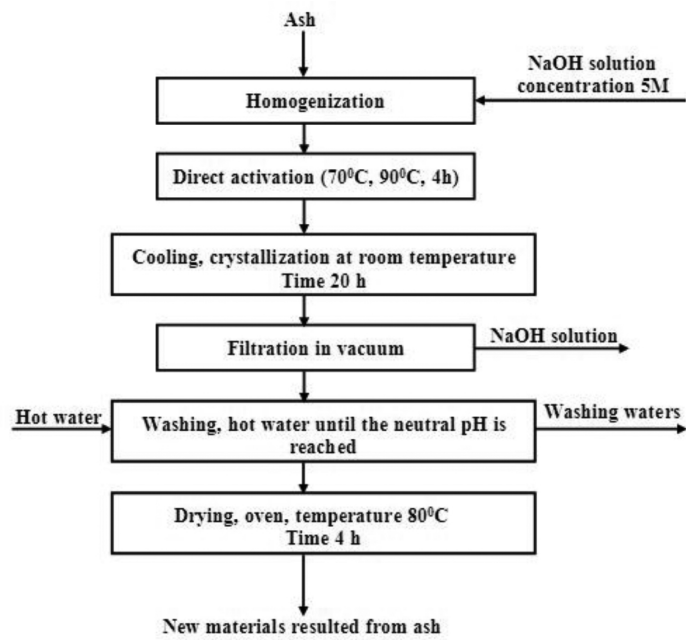 Ash
NaOH solution
concentration 5M
Homogenization
Direct activation (70⁰C, 90⁰C, 4h)
Cooling, crystallization at room temperature
Time 20 h
Filtration in vacuum
NaOH solution
Hot water
Washing, hot water until the neutral pH is
reached
Washing waters
Drying, oven, temperature 80⁰C
Time 4 h
New materials resulted from ash